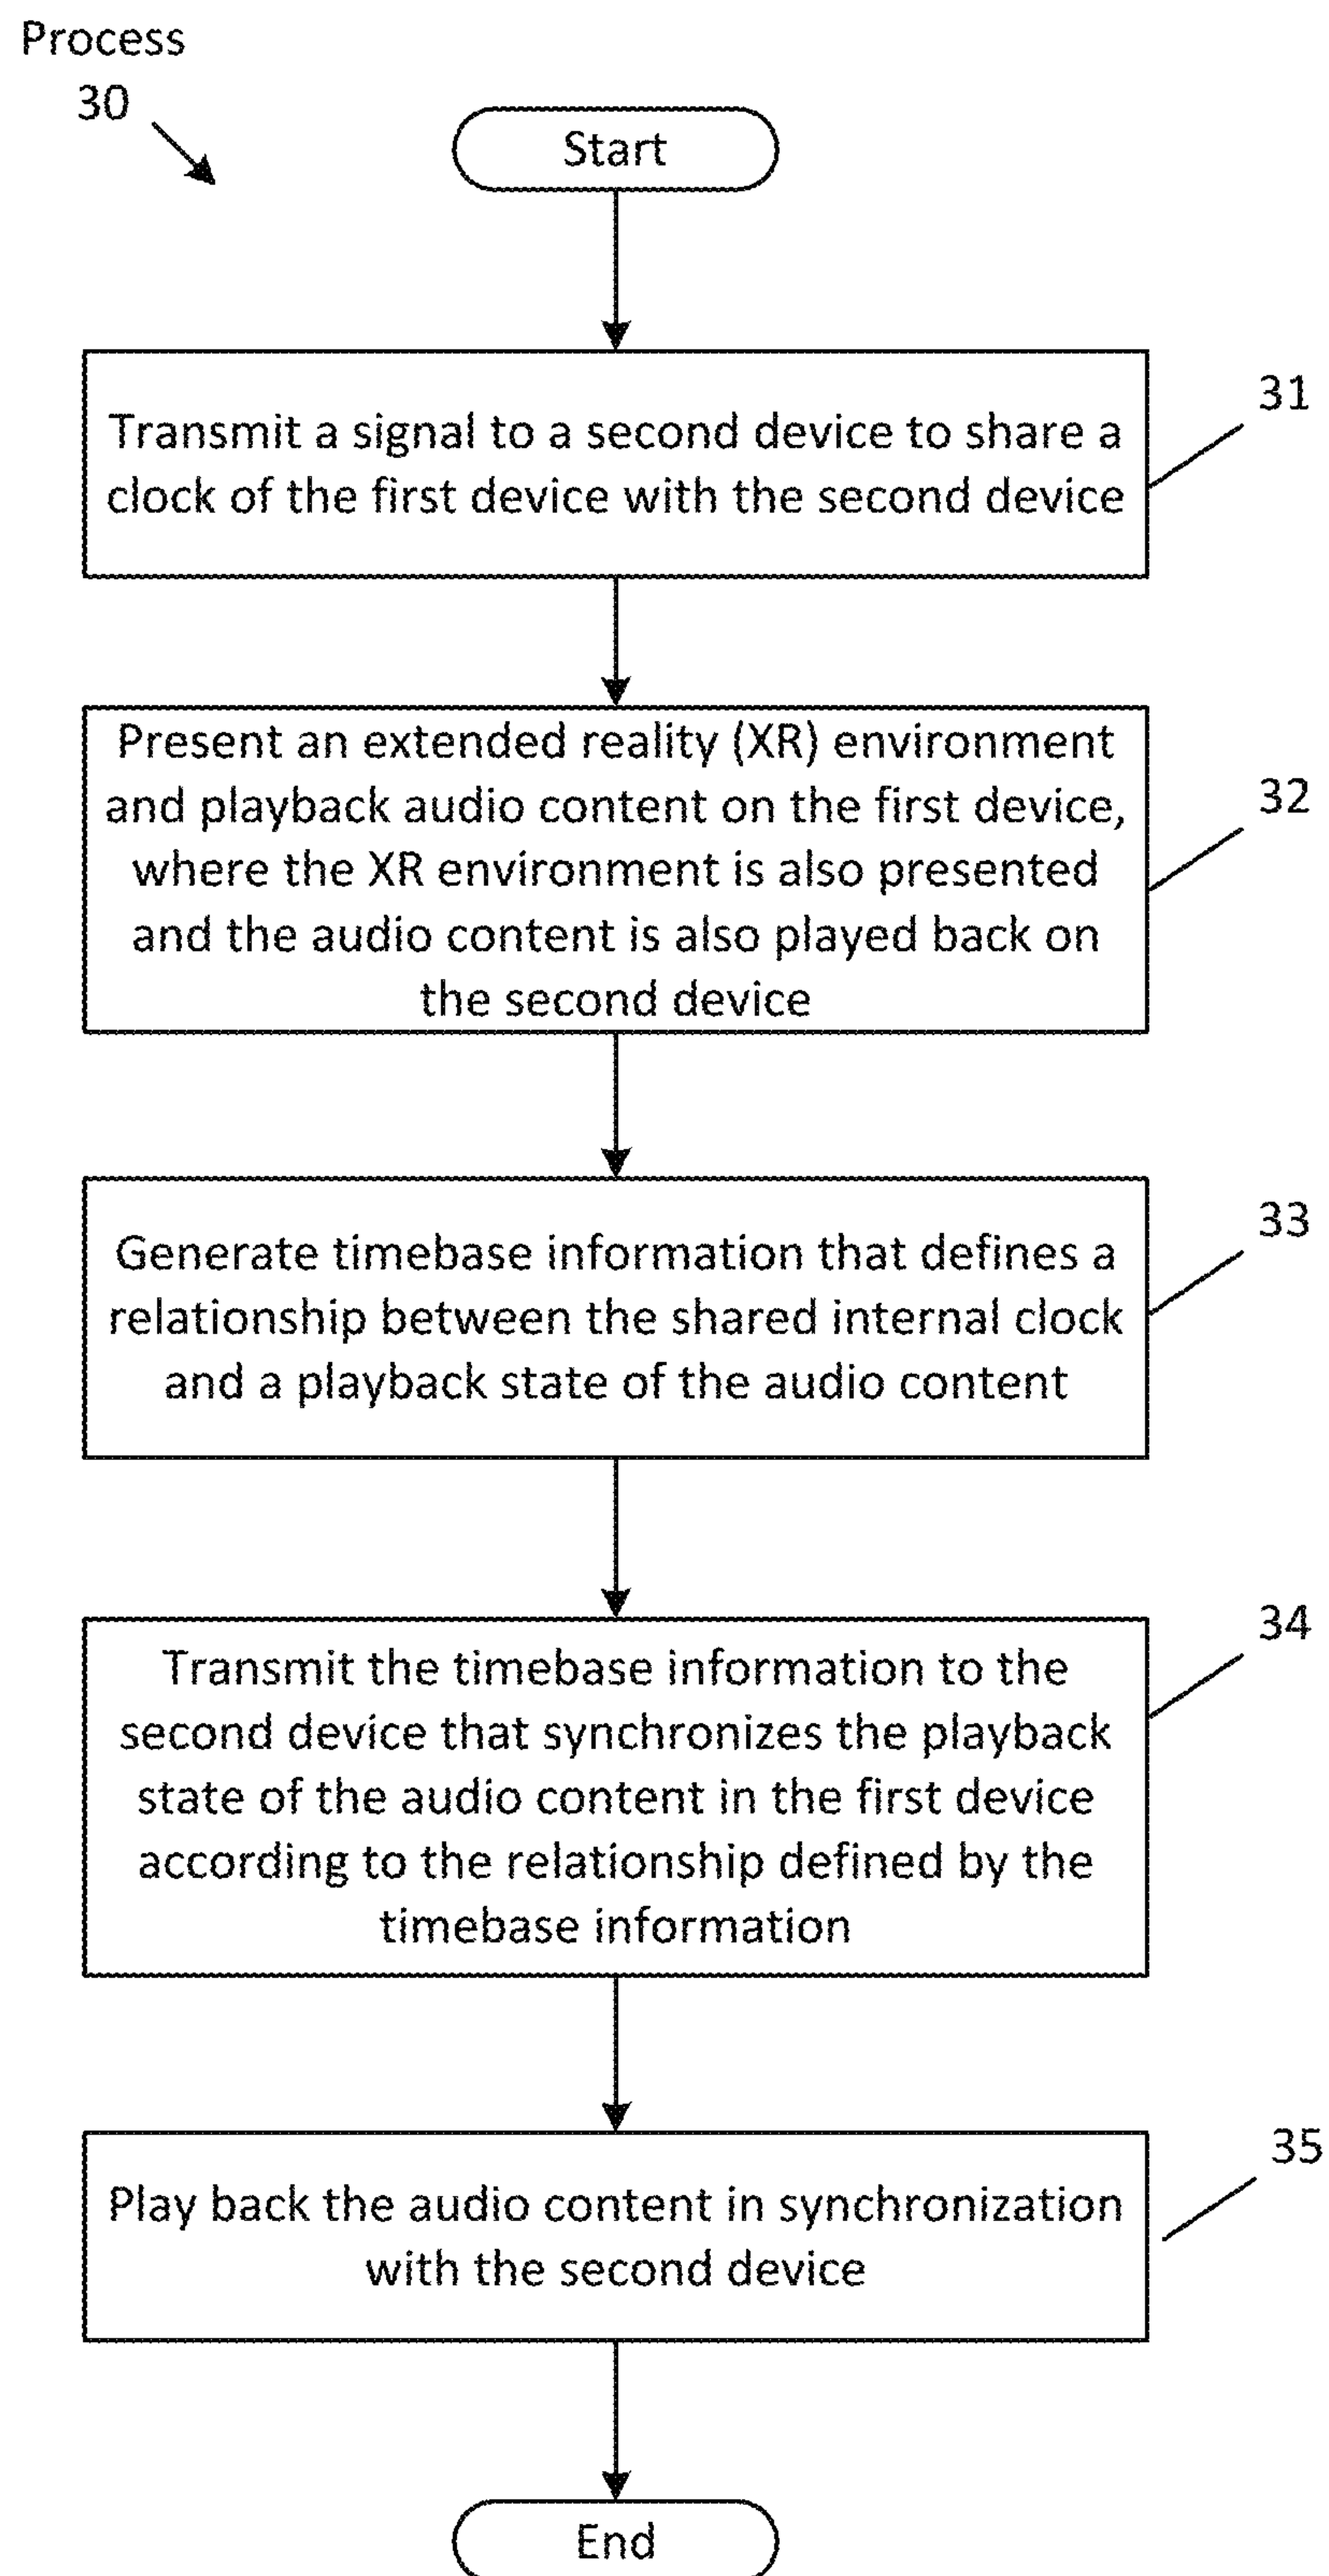 Process
30
Start
Transmit a signal to a second device to share a
clock of the first device with the second device
31
Present an extended reality (XR) environment
and playback audio content on the first device,
where the XR environment is also presented
and the audio content is also played back on
the second device
32
Generate timebase information that defines a
relationship between the shared internal clock
and a playback state of the audio content
33
Transmit the timebase information to the
second device that synchronizes the playback
state of the audio content in the first device
according to the relationship defined by the
timebase information
34
Play back the audio content in synchronization
with the second device
35
End